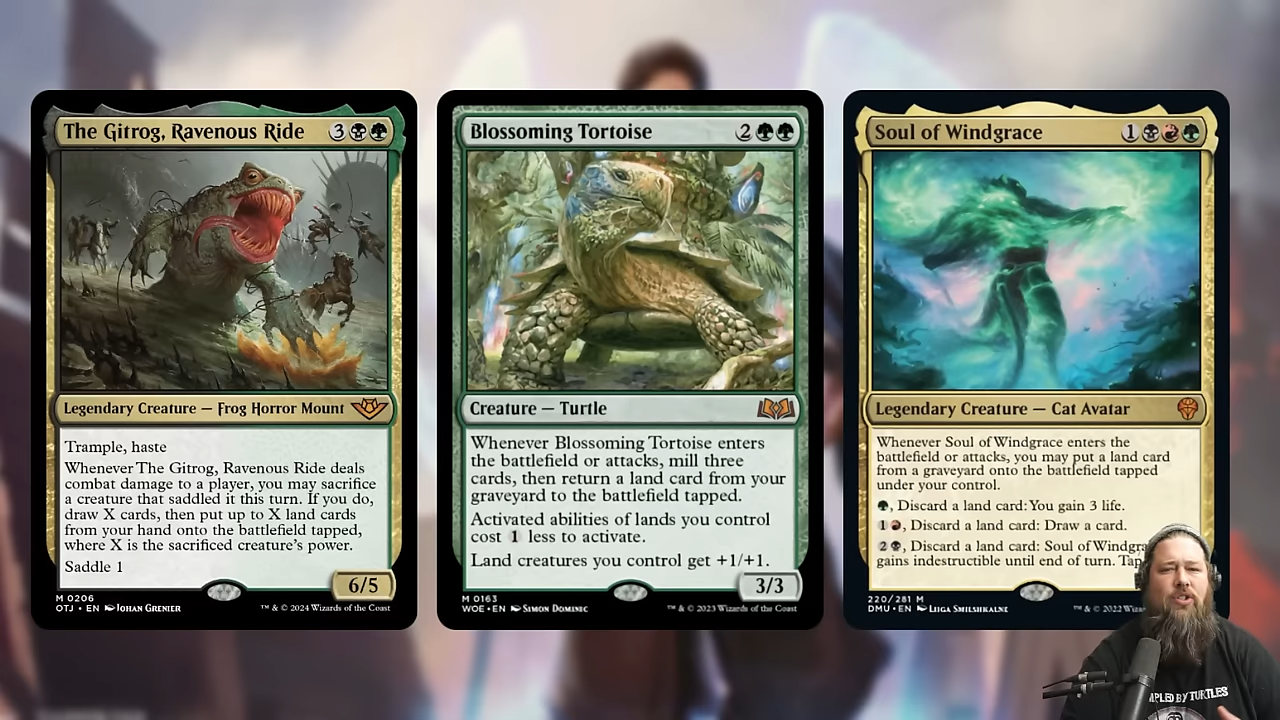 The Gitrog, Ravenous Ride 3
Legendary Creature — Frog Horror Mount
Trample, haste
Whenever The Gitrog, Ravenous Ride deals
combat damage to a player, you may sacrifice
a creature that saddled it this turn. If you do,
draw X cards, then put up to X land cards
from your hand onto the battlefield tapped,
where X is the sacrificed creature's power.
Saddle 1
6/5
M 0206
OTJ • EN Johan Grenier
™ & © 2024 Wizards of the Coast
Blossoming Tortoise 2
Creature — Turtle
Whenever Blossoming Tortoise enters
the battlefield or attacks, mill three
cards, then return a land card from your
graveyard to the battlefield tapped.
Activated abilities of lands you control
cost 1 less to activate.
Land creatures you control get +1/+1.
3/3
M 0163
WOE • EN Simon Dominic
™ & © 2023 Wizards of the Coast
Soul of Windgrace 1
Legendary Creature — Cat Avatar
Whenever Soul of Windgrace enters the
battlefield or attacks, you may put a land card
from a graveyard onto the battlefield tapped
under your control.
, Discard a land card: You gain 3 life.
1 , Discard a land card: Draw a card.
2 , Discard a land card: Soul of Windgra
gains indestructible until end of turn. Tap
220/281 M
DMU • EN Liiga Smilshkalne
™ & © 2022 Wiza
MPLED BY TURTLES